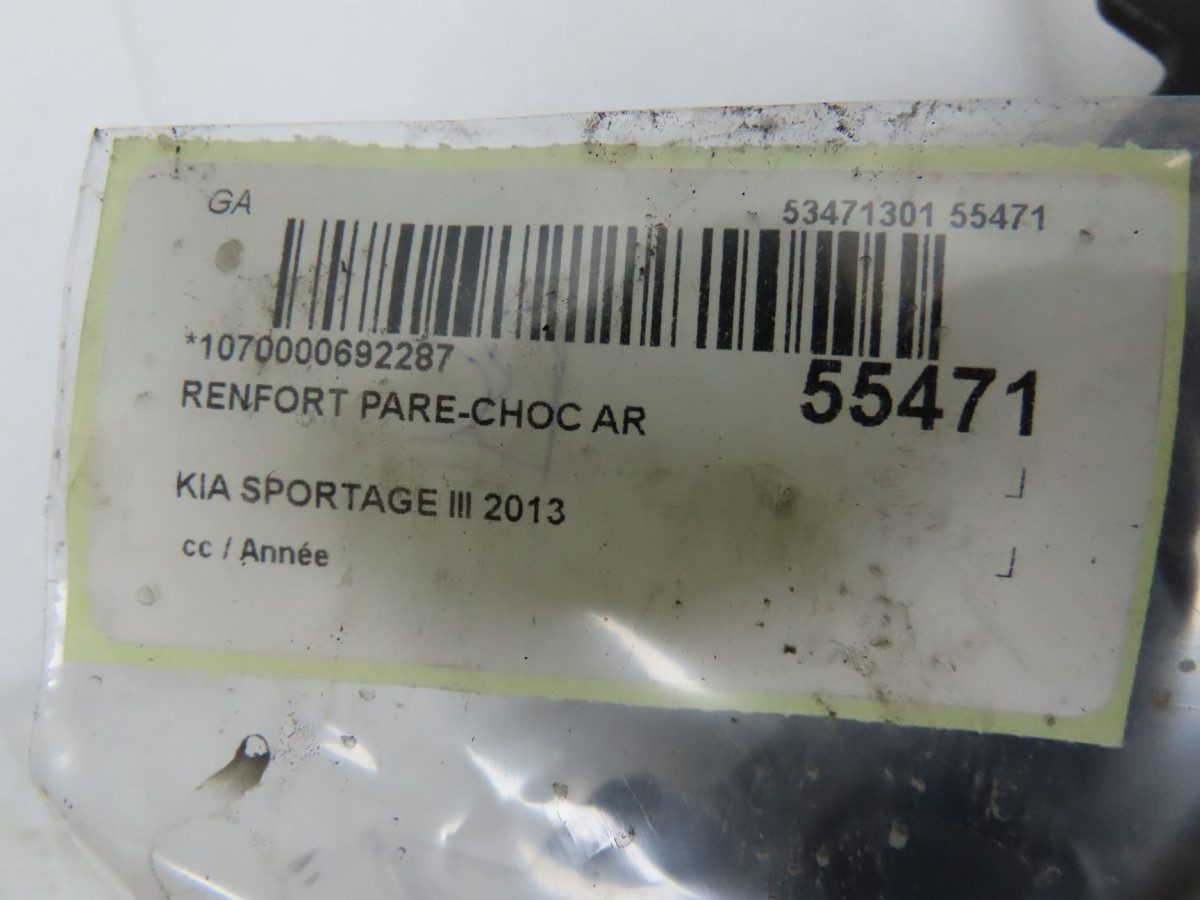 GA
53471301 55471
*1070000692287
55471
RENFORT PARE-CHOC AR
KIA SPORTAGE III 2013
cc / Année